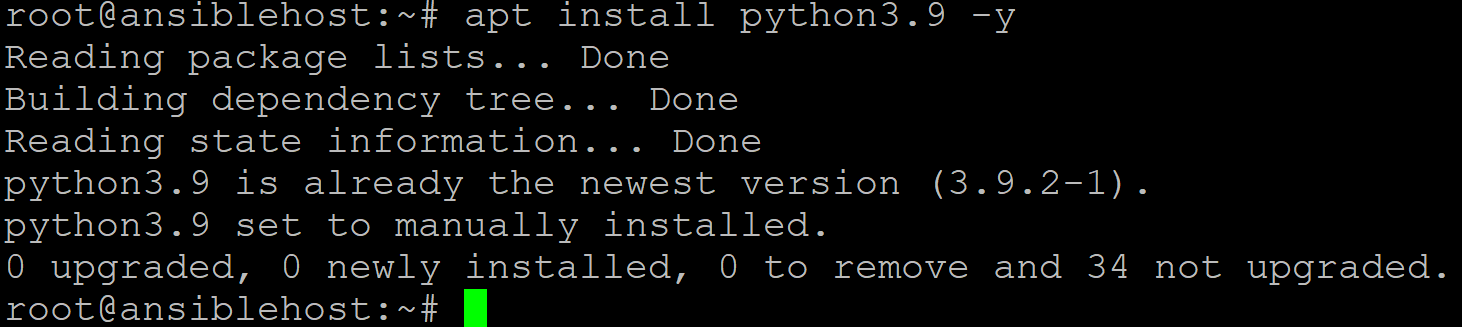 root@ansiblehost:~# apt install python3.9 -y
Reading package lists... Done
Building dependency tree... Done
Reading state information... Done
python3.9 is already the newest version (3.9.2-1).
python3.9 set to manually installed.
0 upgraded, 0 newly installed, 0 to remove and 34 not upgraded.
root@ansiblehost:~#